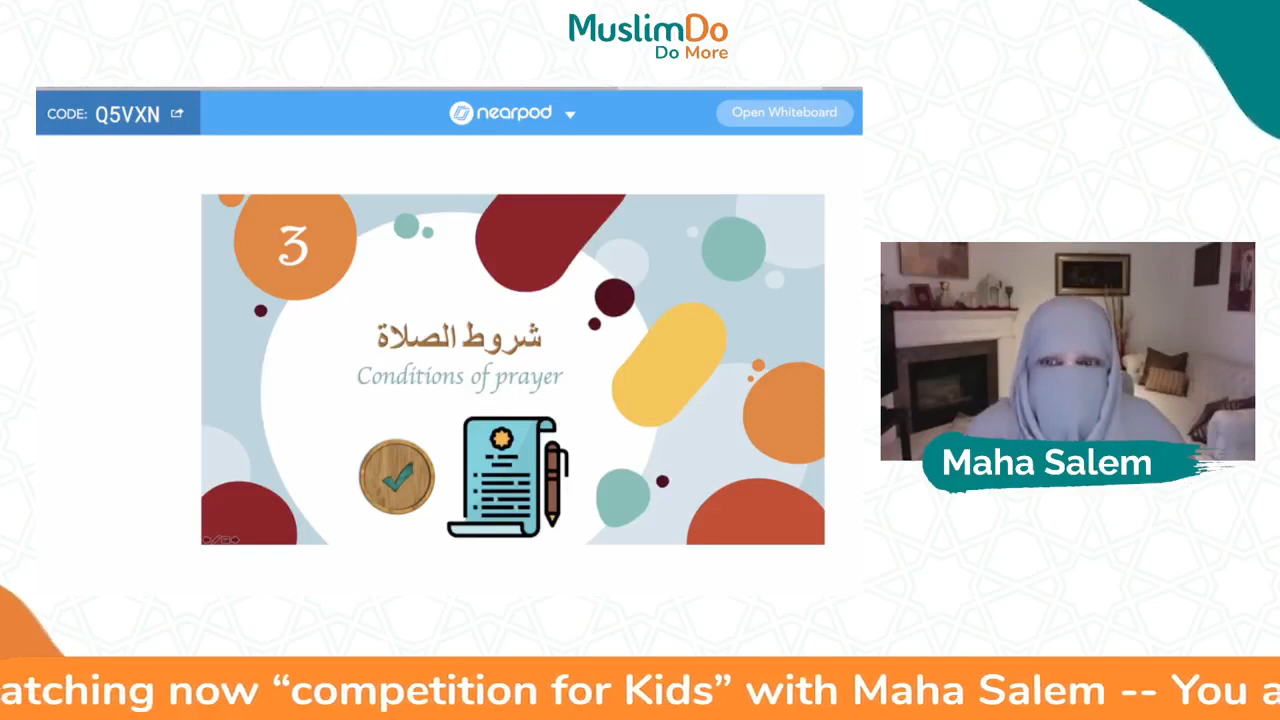 MuslimDo
Do More
CODE: Q5VXN
nearpod
Open Whiteboard
3
شروط الصلاة
Conditions of prayer
Maha Salem
atching now “competition for Kids” with Maha Salem -- You a